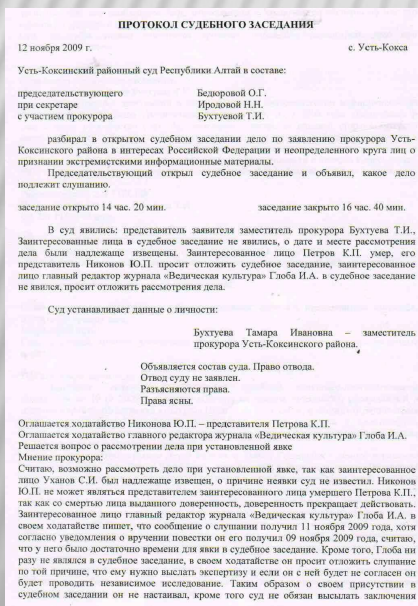 ПРОТОКОЛ СУДЕБНОГО ЗАСЕДАНИЯ
12 ноября 2009 г. с. Усть-Кокса
Усть-Коксинский районный суд Республики Алтай в составе:
председательствующего Бедюровой О.Г.
при секретаре Иродовой Н.Н.
с участием прокурора Бухтуевой Т.И.
разбирал в открытом судебном заседании дело по заявлению прокурора Усть-
Коксинского района в интересах Российской Федерации и неопределенного круга лиц о
признании экстремистскими информационные материалы.
Председательствующий открыл судебное заседание и объявил, какое дело
подлежит слушанию.
заседание открыто 14 час. 20 мин. заседание закрыто 16 час. 40 мин.
В суд явились: представитель заявителя заместитель прокурора Бухтуева Т.И.,
Заинтересованные лица в судебное заседание не явились, о дате и месте рассмотрения
дела были надлежаще извещены. Заинтересованное лицо Петров К.П. умер, его
представитель Никонов Ю.П. просит отложить судебное заседание, заинтересованное
лицо главный редактор журнала «Ведическая культура» Глоба И.А. в судебное заседание
не явился, просит отложить рассмотрения дела.
Суд устанавливает данные о личности:
Бухтуева Тамара Ивановна – заместитель
прокурора Усть-Коксинского района.
Объявляется состав суда. Право отвода.
Отвод суду не заявлен.
Разъясняются права.
Права ясны.
Оглашается ходатайство Никонова Ю.П. – представителя Петрова К.П.
Оглашается ходатайство главного редактора журнала «Ведическая культура» Глоба И.А.
Решается вопрос о рассмотрении дела при установленной явке
Мнение прокурора:
Считаю, возможно рассмотреть дело при установленной явке, так как заинтересованное
лицо Уханов С.И. был надлежаще извещен, о причине неявки суд не известил. Никонов
Ю.П. не может являться представителем заинтересованного лица умершего Петрова К.П.,
так как со смертью лица выданного доверенность, доверенность прекращает действовать.
Заинтересованное лицо главный редактор журнала «Ведическая культура» Глоба И.А. в
своем ходатайстве пишет, что сообщение о слушании получил 11 ноября 2009 года, хотя
согласно уведомления о вручении повестки он его получил 09 ноября 2009 года, считаю,
что у него было достаточно времени для явки в судебное заседание. Кроме того, Глоба ни
разу не являлся в судебное заседание, в своем ходатайстве он просит отложить слушание
по той причине, что ему нужно выслать экспертизу и если он с ней будет не согласен он
будет проводить независимое исследование. Таким образом о своем присутствии в
судебном заседании он не настаивал, кроме того суд не обязан высылать заключения